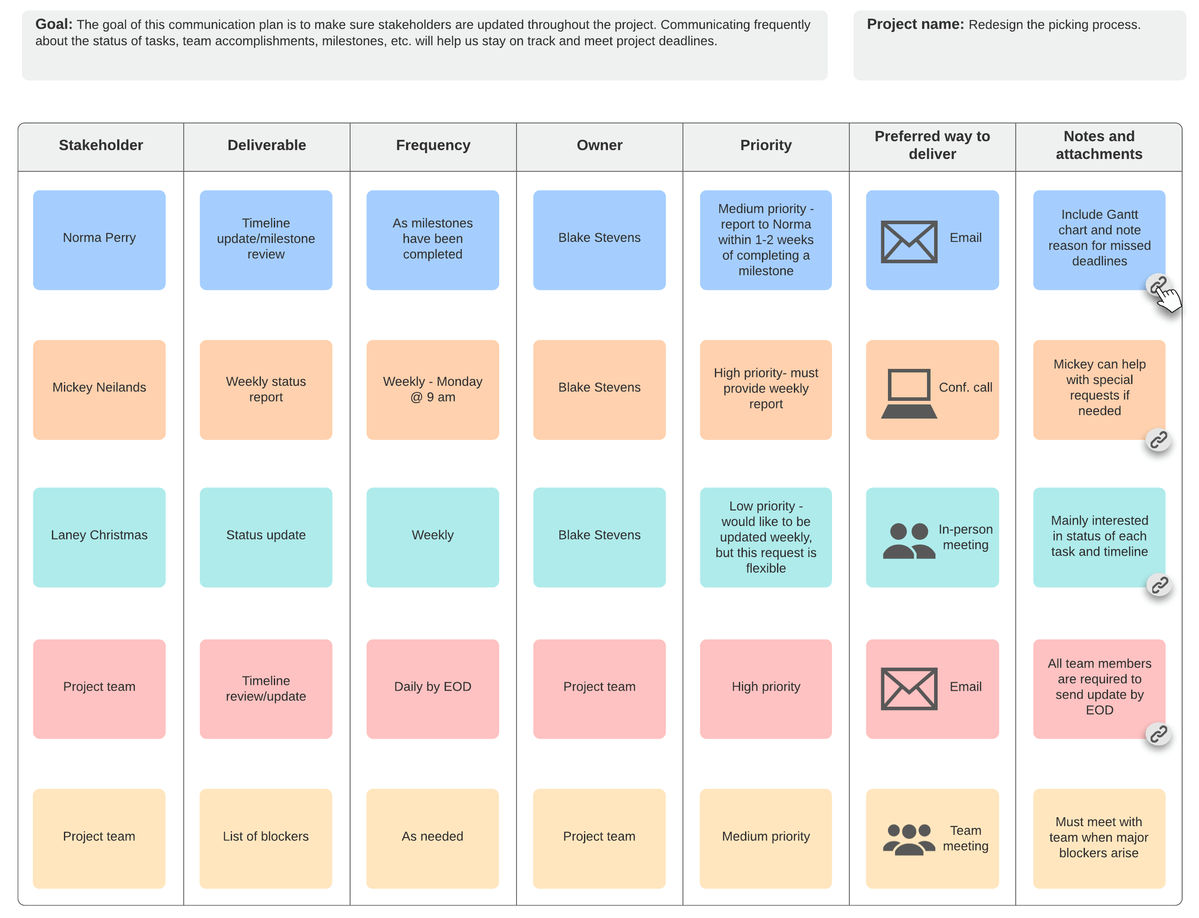 Goal: The goal of this communication plan is to make sure stakeholders are updated throughout the project. Communicating frequently
about the status of tasks, team accomplishments, milestones, etc. will help us stay on track and meet project deadlines.
Project name: Redesign the picking process.
Stakeholder
Deliverable
Frequency
Owner
Priority
Preferred way to
deliver
Notes and
attachments
Norma Perry
Timeline
update/milestone
review
As milestones
have been
completed
Blake Stevens
Medium priority -
report to Norma
within 1-2 weeks
of completing a
milestone
Email
Include Gantt
chart and note
reason for missed
deadlines
Mickey Neilands
Weekly status
report
Weekly - Monday
@ 9 am
Blake Stevens
High priority- must
provide weekly
report
Conf. call
Mickey can help
with special
requests if
needed
Laney Christmas
Status update
Weekly
Blake Stevens
Low priority -
would like to be
updated weekly,
but this request is
flexible
In-person
meeting
Mainly interested
in status of each
task and timeline
Project team
Timeline
review/update
Daily by EOD
Project team
High priority
Email
All team members
are required to
send update by
EOD
Project team
List of blockers
As needed
Project team
Medium priority
Team
meeting
Must meet with
team when major
blockers arise